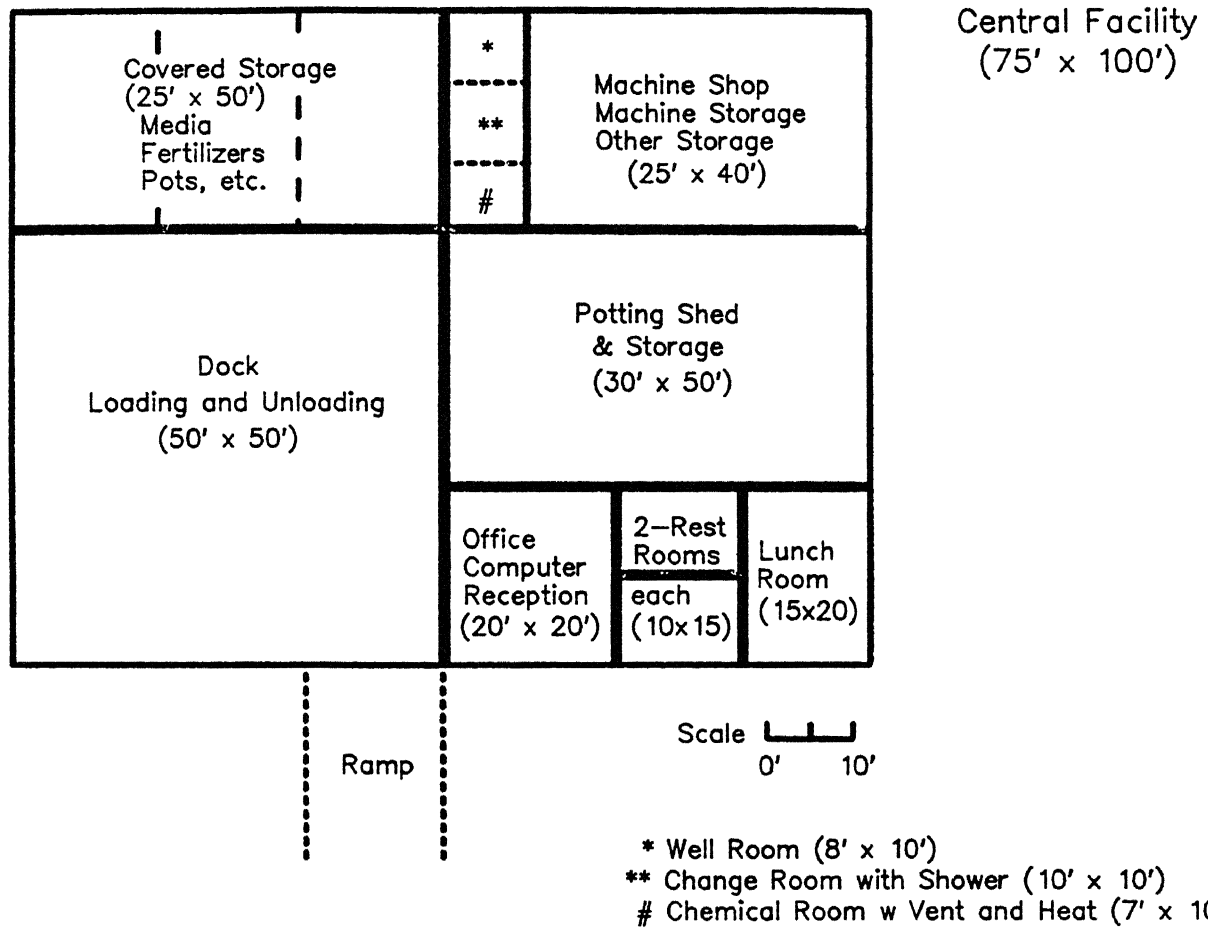 Central Facility
(75' x 100')
Covered Storage
(25' x 50')
Media
Fertilizers
Pots, etc.
*
**
#
Machine Shop
Machine Storage
Other Storage
(25' x 40')
Dock
Loading and Unloading
(50' x 50')
Potting Shed
& Storage
(30' x 50')
Office
Computer
Reception
(20' x 20')
2-Rest
Rooms
each
(10x15)
Lunch
Room
(15x20)
Ramp
Scale
0' 10'
* Well Room (8' x 10')
** Change Room with Shower (10' x 10')
# Chemical Room w Vent and Heat (7' x 10